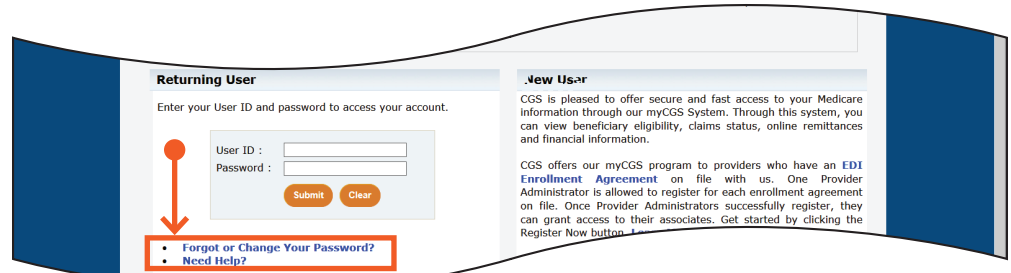 Returning User
Enter your User ID and password to access your account.
User ID :
Password :
Submit Clear
Forgot or Change Your Password?
Need Help?
New User
CGS is pleased to offer secure and fast access to your Medicare
information through our myCGS System. Through this system, you
can view beneficiary eligibility, claims status, online remittances
and financial information.
CGS offers our myCGS program to providers who have an EDI
Enrollment Agreement on file with us. One Provider
Administrator is allowed to register for each enrollment agreement
on file. Once Provider Administrators successfully register, they
can grant access to their associates. Get started by clicking the
Register Now button.